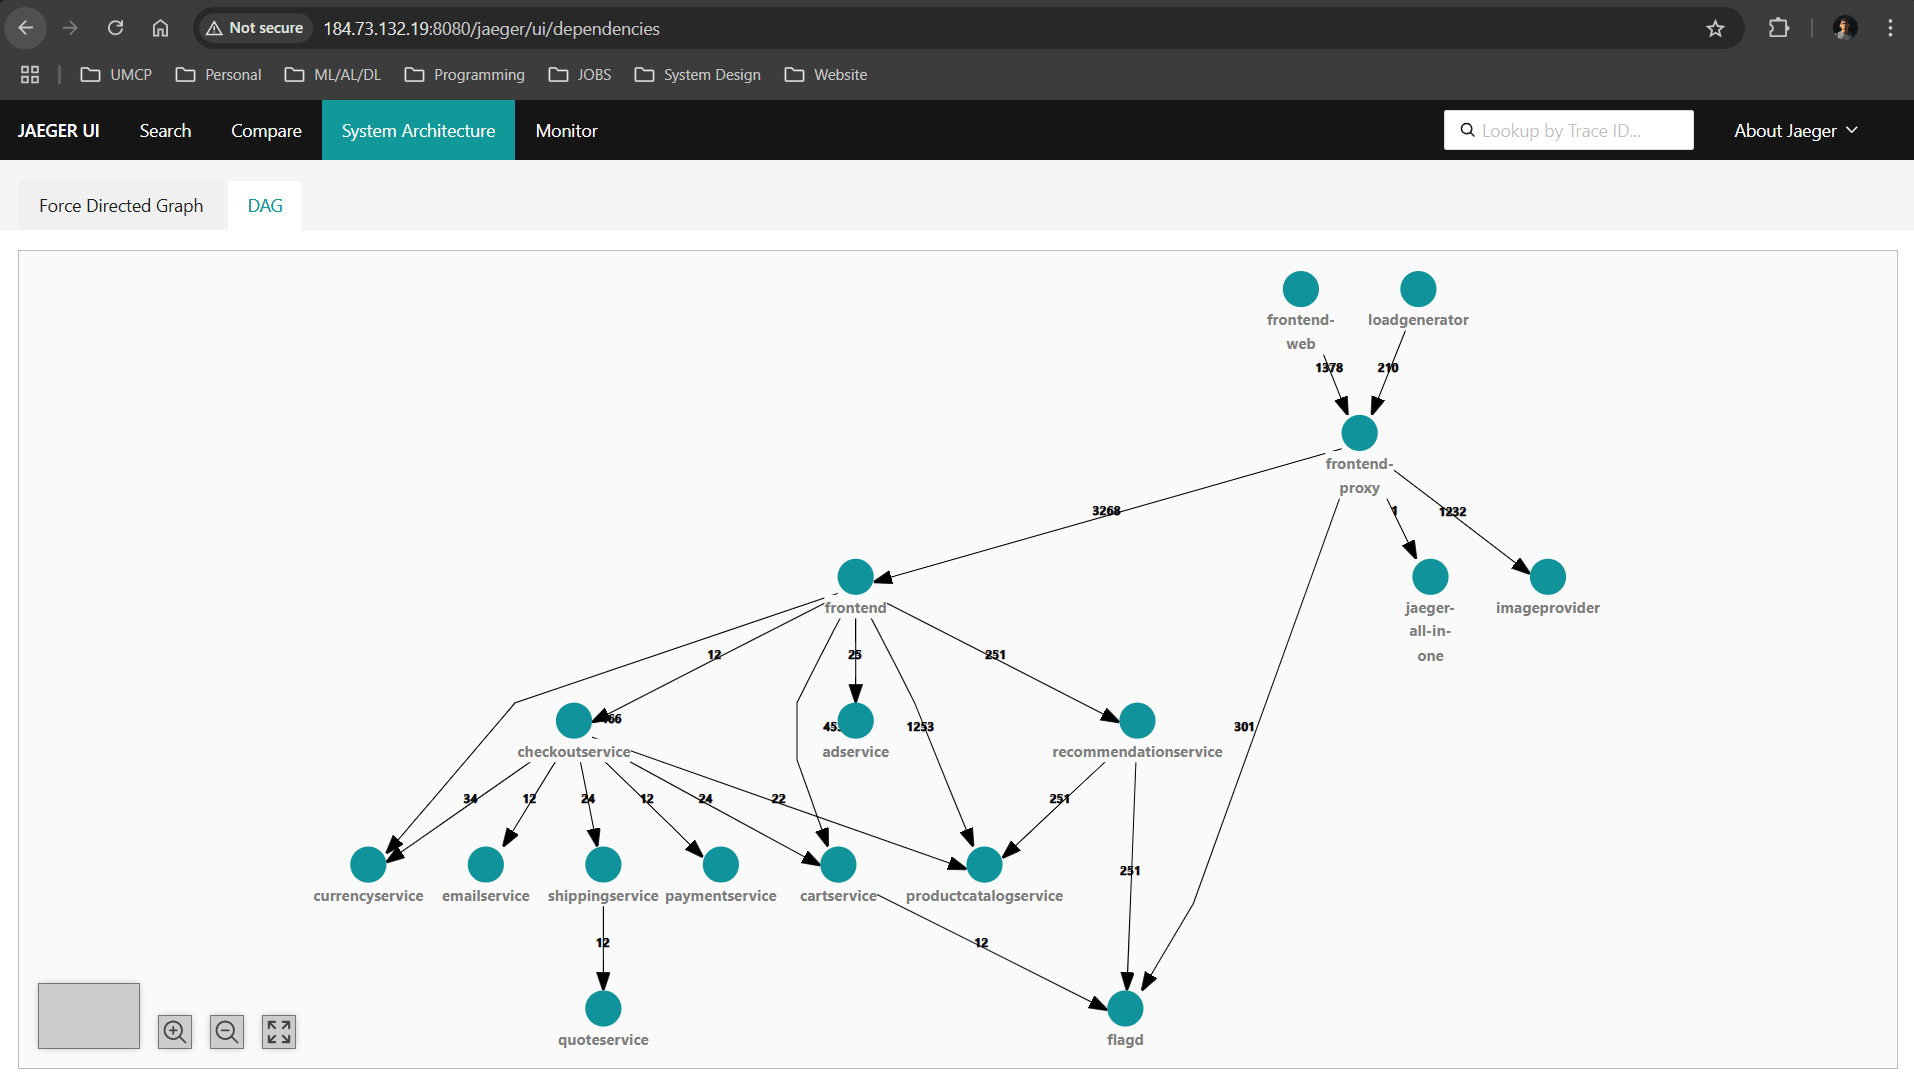 Not secure
184.73.132.19:8080/jaeger/ui/dependencies
UMCP
Personal
ML/AL/DL
Programming
JOBS
System Design
Website
JAEGER UI
Search
Compare
System Architecture
Monitor
Lookup by Trace ID...
About Jaeger
Force Directed Graph
DAG
frontend-
web
loadgenerator
1378
210
frontend-
proxy
3268
1
1232
frontend
jaeger-
all-in-
one
imageprovider
12
25
251
checkoutservice
adservice
1253
recommendationservice
301
34
12
24
12
24
22
251
251
currencyservice
emailservice
shippingservice
paymentservice
cartservice
productcatalogservice
12
12
quoteservice
flagd